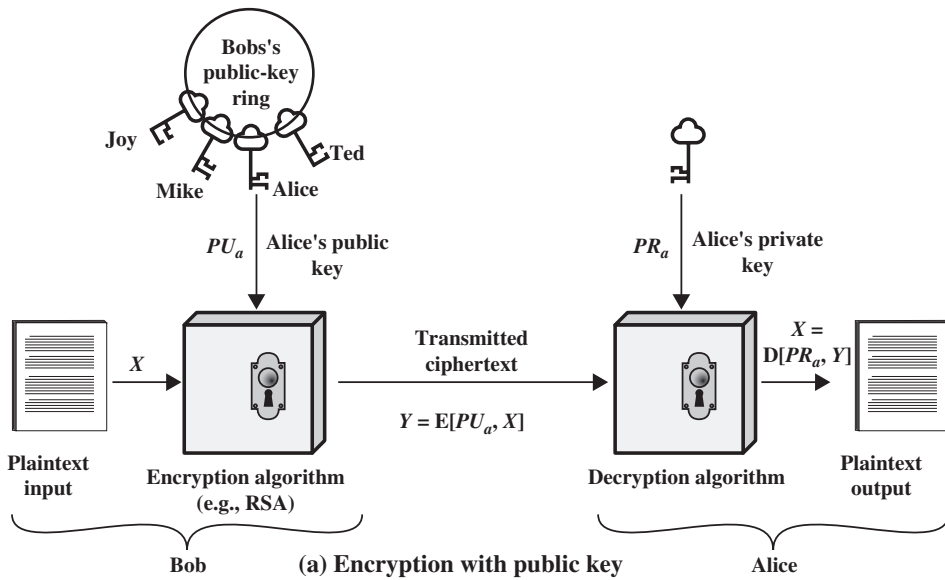 Bobs's
public-key
ring
Joy
Mike
Alice
Ted
PUₐ
Alice's public
key
PRₐ
Alice's private
key
X
Transmitted
ciphertext
Y = E[PUₐ, X]
X =
D[PRₐ, Y]
Plaintext
input
Encryption algorithm
(e.g., RSA)
Decryption algorithm
Plaintext
output
Bob
(a) Encryption with public key
Alice